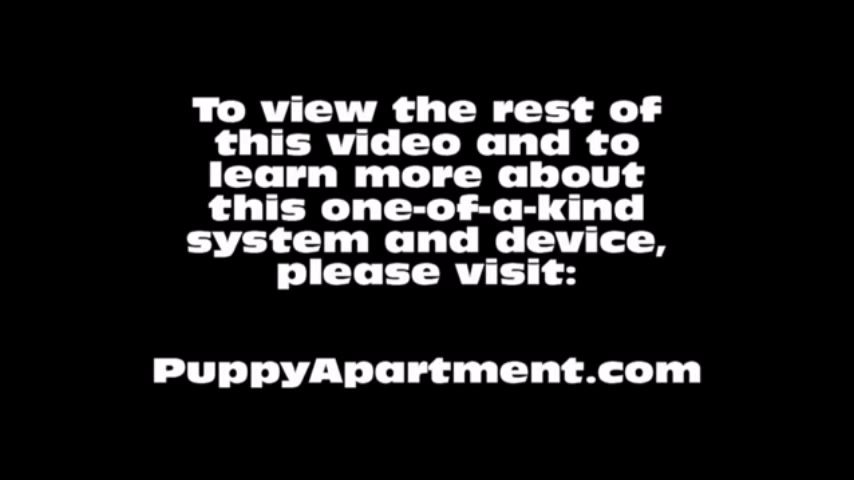 To view the rest of
this video and to
learn more about
this one-of-a-kind
system and device,
please visit:
PuppyApartment.com